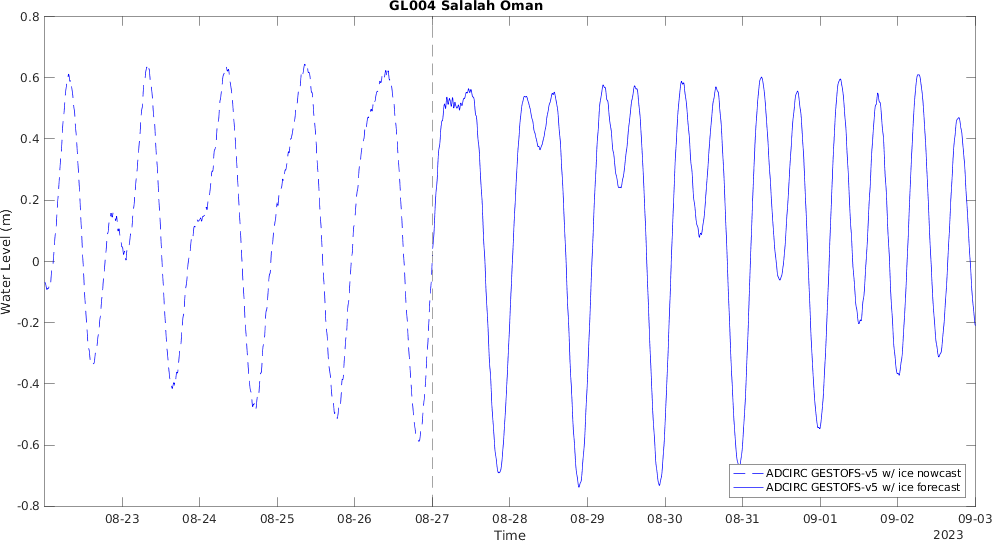 GL004 Salalah Oman
0.8
0.6
0.4
0.2
0
-0.2
-0.4
-0.6
-0.8
Water Level (m)
ADCIRC GESTOFS-v5 w/ ice nowcast
ADCIRC GESTOFS-v5 w/ ice forecast
08-23 08-24 08-25 08-26 08-27 08-28 08-29 08-30 08-31 09-01 09-02 09-03
Time
2023